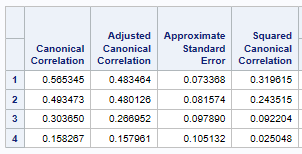 Canonical Correlation Adjusted Canonical Correlation Approximate Standard Error Squared Canonical Correlation
1 0.565345 0.483464 0.073368 0.319615
2 0.493473 0.480126 0.081574 0.243515
3 0.303650 0.266952 0.097890 0.092204
4 0.158267 0.157961 0.105132 0.025048